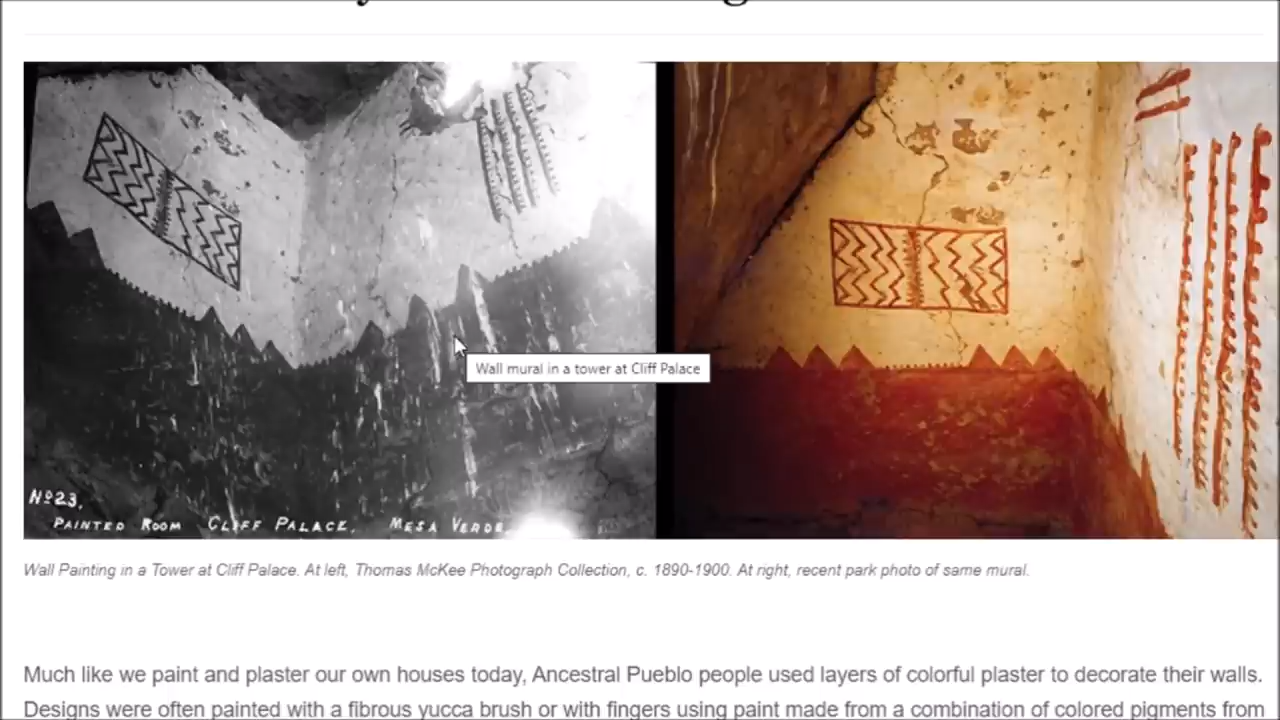 Wall mural in a tower at Cliff Palace
Nº23.
PAINTED ROOM CLIFF PALACE. MESA VERDE
Wall Painting in a Tower at Cliff Palace. At left, Thomas McKee Photograph Collection, c. 1890-1900. At right, recent park photo of same mural.
Much like we paint and plaster our own houses today, Ancestral Pueblo people used layers of colorful plaster to decorate their walls.
Designs were often painted with a fibrous yucca brush or with fingers using paint made from a combination of colored pigments from